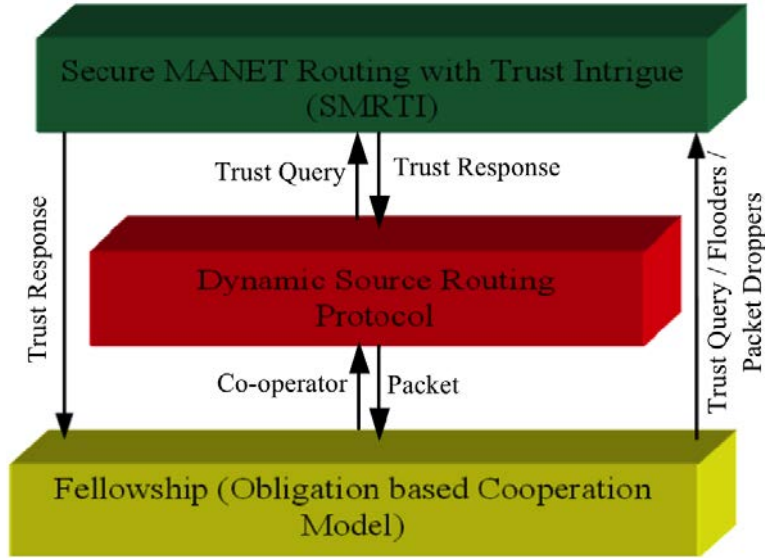 Secure MANET Routing with Trust Intrigue
(SMRTI)
Trust Query
Trust Response
Trust Response
Trust Query / Flooders /
Packet Droppers
Dynamic Source Routing
Protocol
Co-operator
Packet
Fellowship (Obligation based Cooperation
Model)